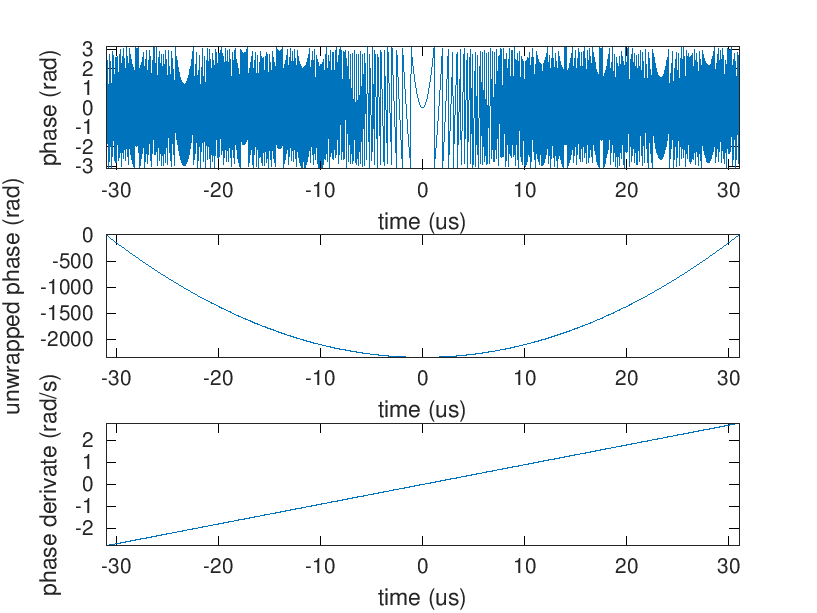 phase (rad)
3
2
1
0
-1
-2
-3
-30 -20 -10 0 10 20 30
time (us)
unwrapped phase (rad)
0
-500
-1000
-1500
-2000
-30 -20 -10 0 10 20 30
time (us)
phase derivate (rad/s)
2
1
0
-1
-2
-30 -20 -10 0 10 20 30
time (us)